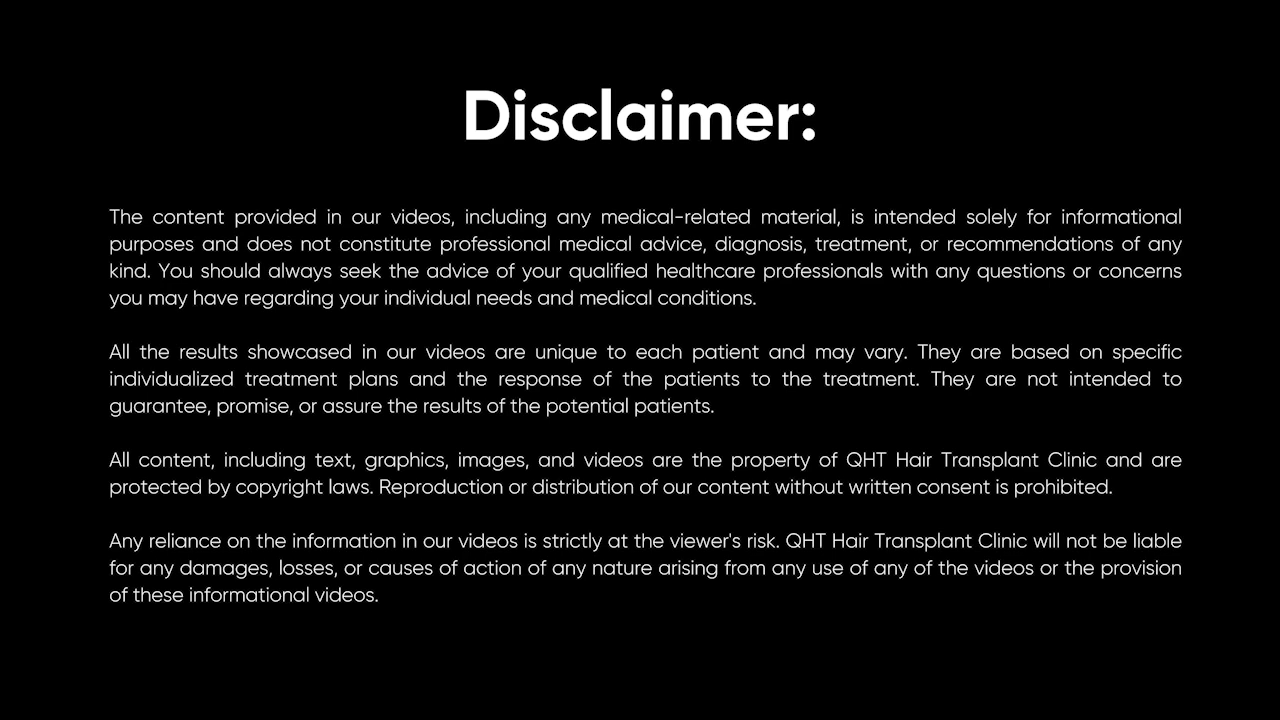 Disclaimer:
The content provided in our videos, including any medical-related material, is intended solely for informational
purposes and does not constitute professional medical advice, diagnosis, treatment, or recommendations of any
kind. You should always seek the advice of your qualified healthcare professionals with any questions or concerns
you may have regarding your individual needs and medical conditions.
All the results showcased in our videos are unique to each patient and may vary. They are based on specific
individualized treatment plans and the response of the patients to the treatment. They are not intended to
guarantee, promise, or assure the results of the potential patients.
All content, including text, graphics, images, and videos are the property of QHT Hair Transplant Clinic and are
protected by copyright laws. Reproduction or distribution of our content without written consent is prohibited.
Any reliance on the information in our videos is strictly at the viewer's risk. QHT Hair Transplant Clinic will not be liable
for any damages, losses, or causes of action of any nature arising from any use of any of the videos or the provision
of these informational videos.